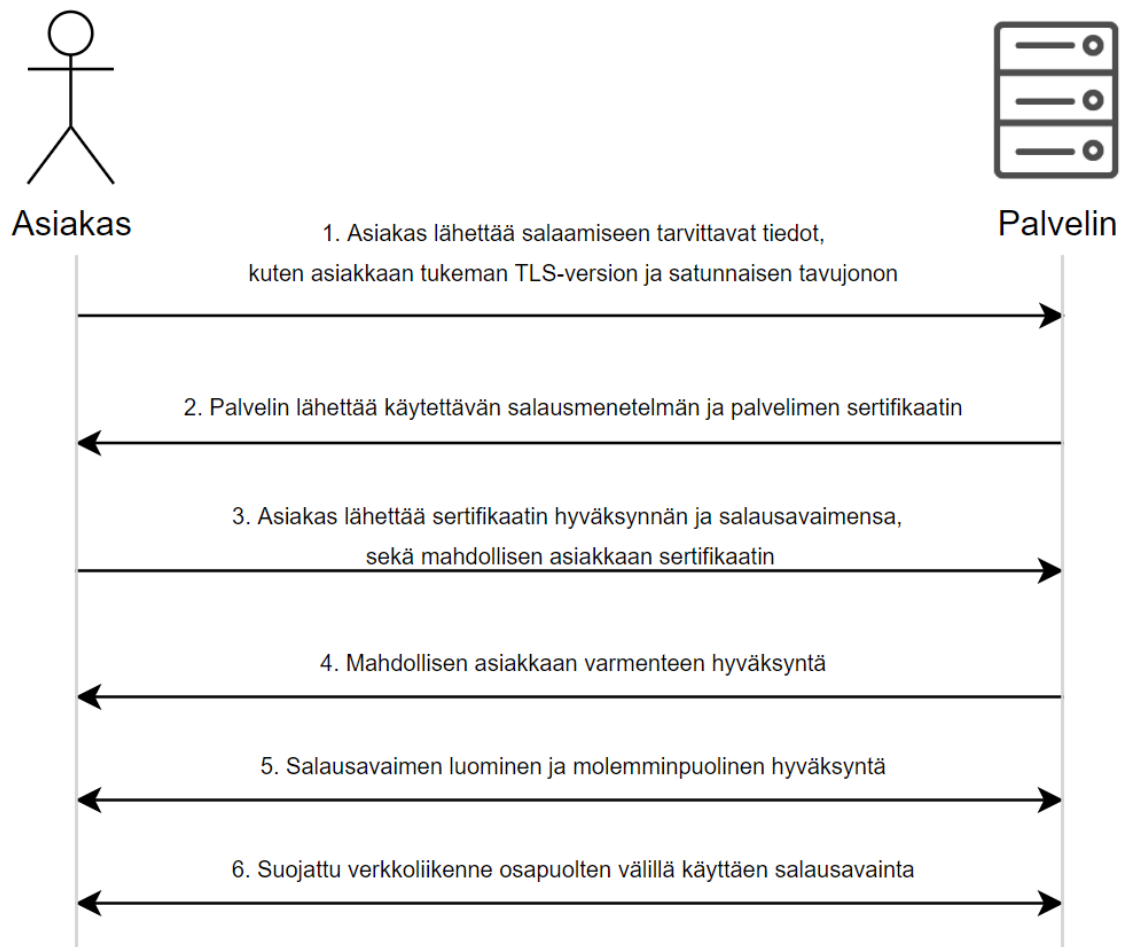 Asiakas
Palvelin
1. Asiakas lähettää salaamiseen tarvittavat tiedot,
kuten asiakkaan tukeman TLS-version ja satunnaisen tavujonon
2. Palvelin lähettää käytettävän salausmenetelmän ja palvelimen sertifikaatin
3. Asiakas lähettää sertifikaatin hyväksynnän ja salausavaimensa,
sekä mahdollisen asiakkaan sertifikaatin
4. Mahdollisen asiakkaan varmenteen hyväksyntä
5. Salausavaimen luominen ja molemminpuolinen hyväksyntä
6. Suojattu verkkoliikenne osapuolten välillä käyttäen salausavainta